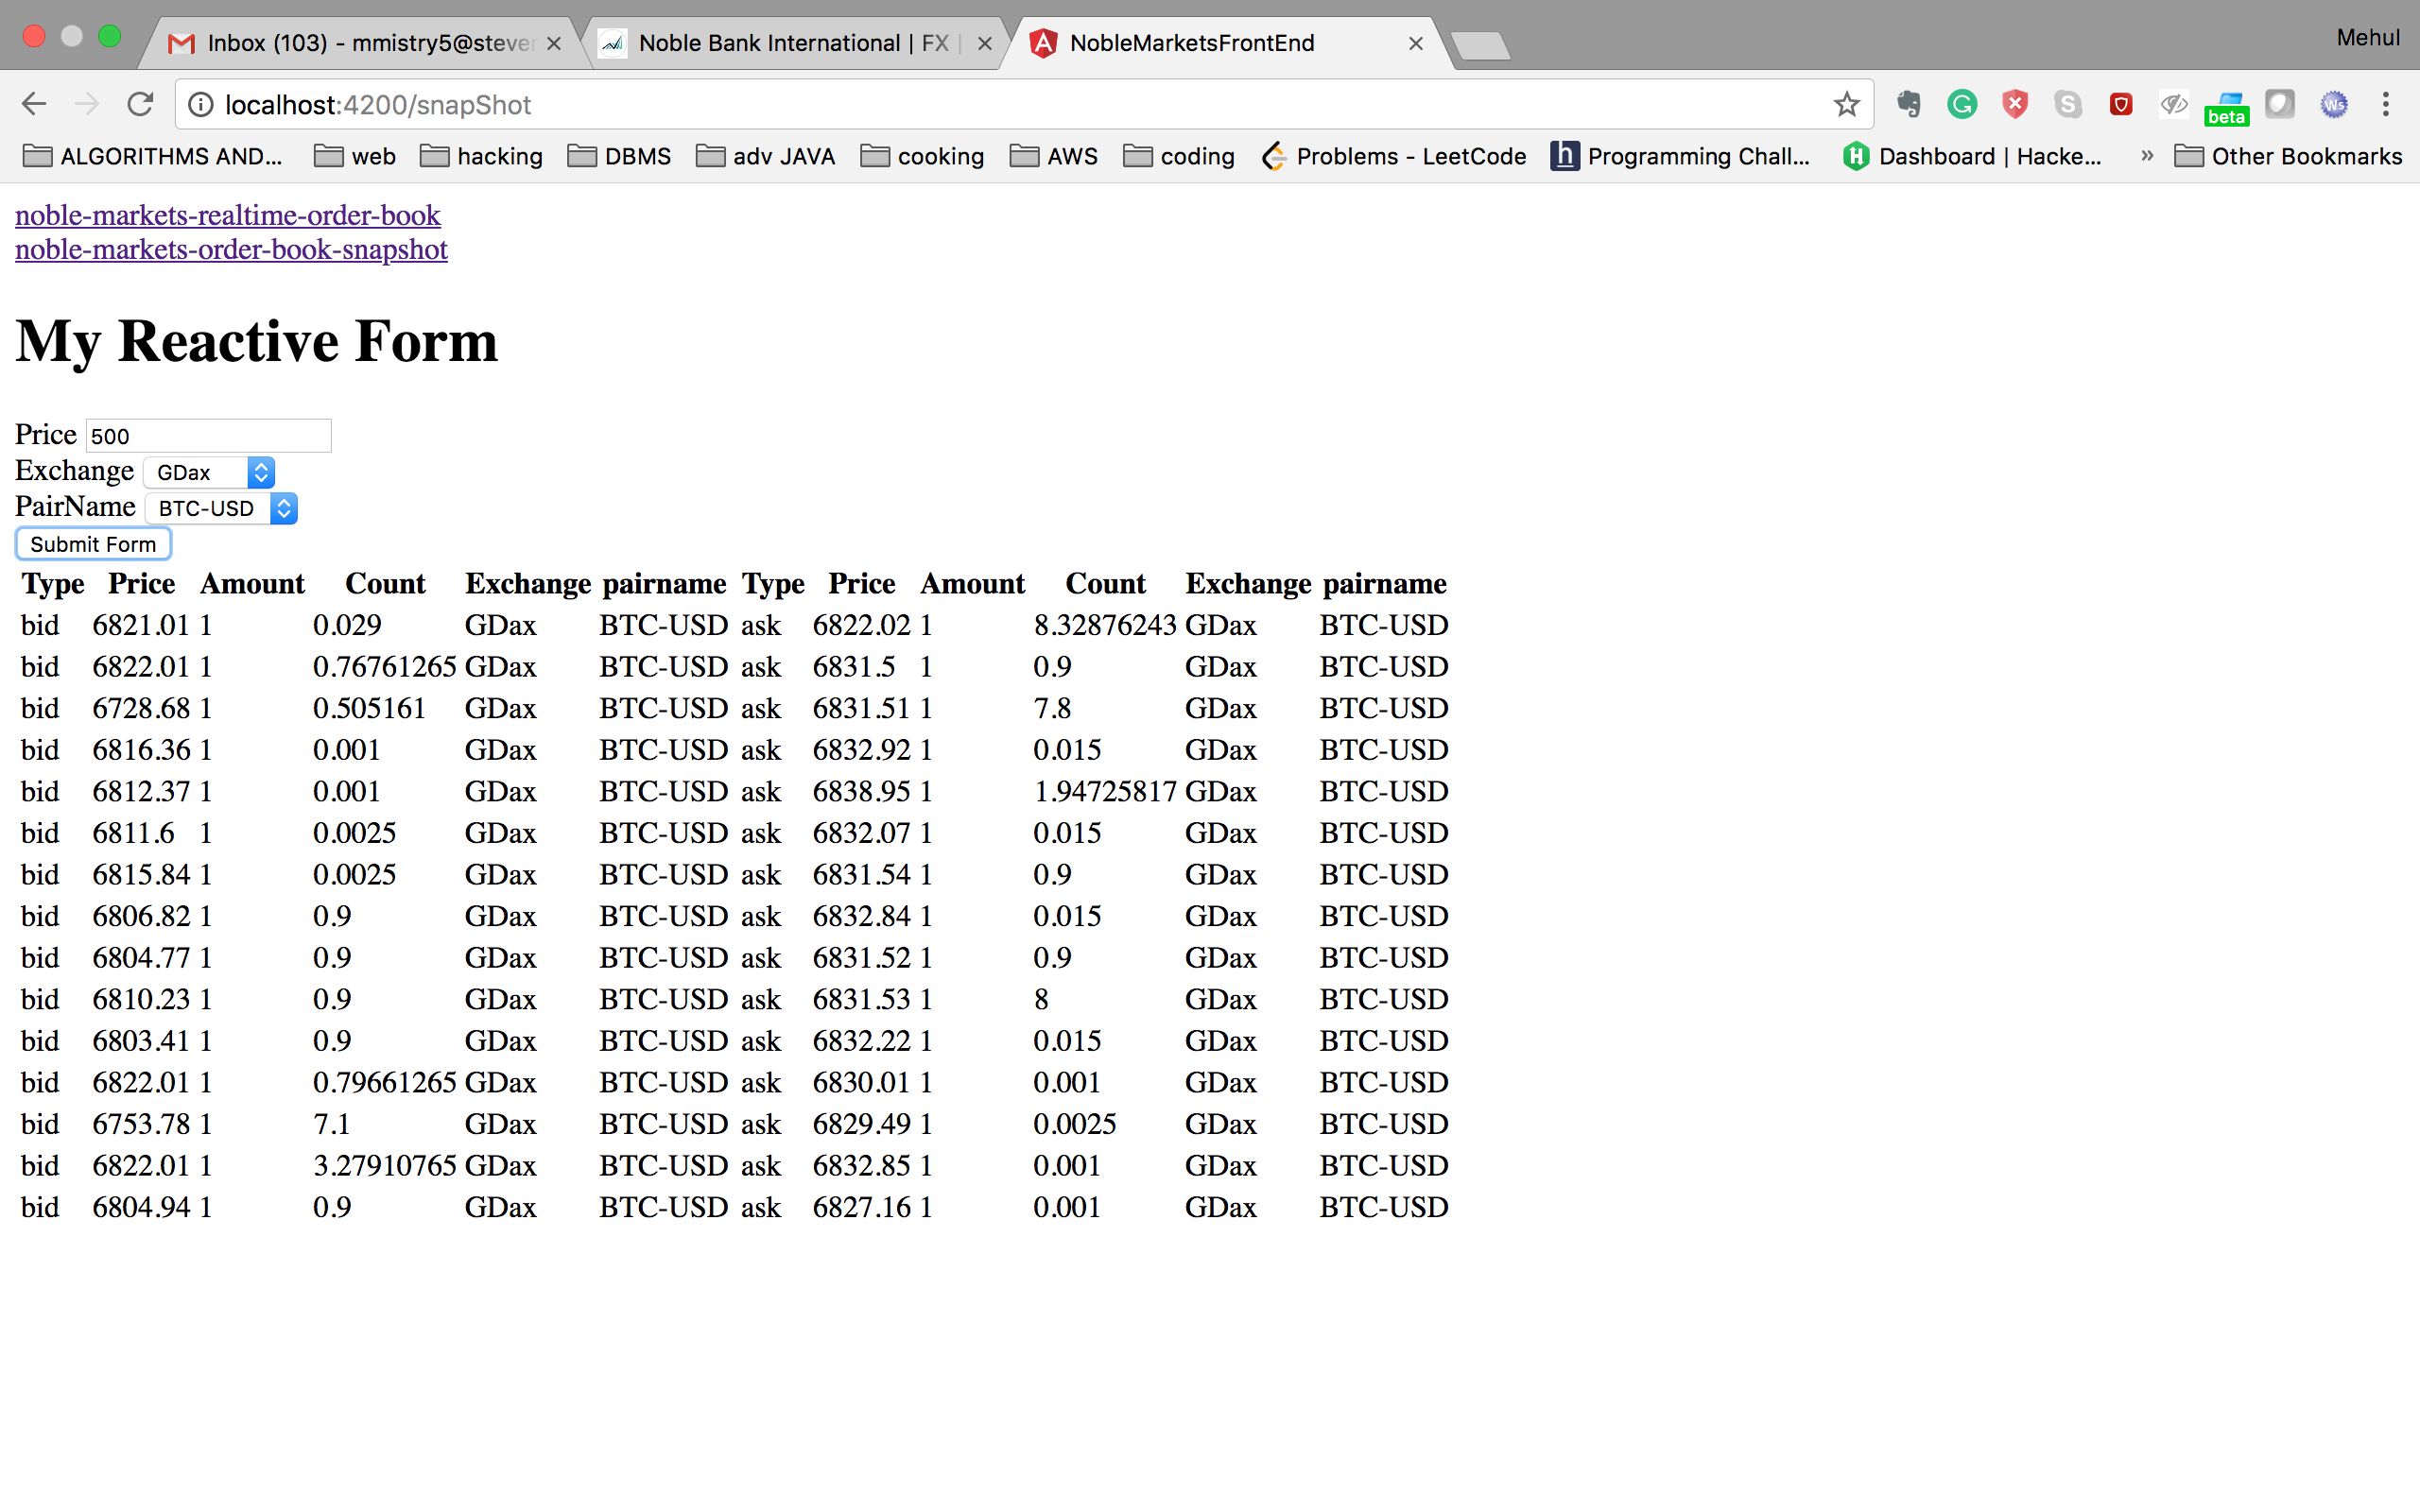 Inbox (103) - mmistry5@steve
Noble Bank International | FX |
NobleMarketsFrontEnd
Mehul
localhost:4200/snapShot
beta
ALGORITHMS AND... web hacking DBMS adv JAVA cooking AWS coding Problems - LeetCode Programming Chall... Dashboard | Hacke... » Other Bookmarks
noble-markets-realtime-order-book
noble-markets-order-book-snapshot
My Reactive Form
Price 500
Exchange GDax
PairName BTC-USD
Submit Form
Type Price Amount Count Exchange pairname Type Price Amount Count Exchange pairname
bid 6821.01 1 0.029 GDax BTC-USD ask 6822.02 1 8.32876243 GDax BTC-USD
bid 6822.01 1 0.76761265 GDax BTC-USD ask 6831.5 1 0.9 GDax BTC-USD
bid 6728.68 1 0.505161 GDax BTC-USD ask 6831.51 1 7.8 GDax BTC-USD
bid 6816.36 1 0.001 GDax BTC-USD ask 6832.92 1 0.015 GDax BTC-USD
bid 6812.37 1 0.001 GDax BTC-USD ask 6838.95 1 1.94725817 GDax BTC-USD
bid 6811.6 1 0.0025 GDax BTC-USD ask 6832.07 1 0.015 GDax BTC-USD
bid 6815.84 1 0.0025 GDax BTC-USD ask 6831.54 1 0.9 GDax BTC-USD
bid 6806.82 1 0.9 GDax BTC-USD ask 6832.84 1 0.015 GDax BTC-USD
bid 6804.77 1 0.9 GDax BTC-USD ask 6831.52 1 0.9 GDax BTC-USD
bid 6810.23 1 0.9 GDax BTC-USD ask 6831.53 1 8 GDax BTC-USD
bid 6803.41 1 0.9 GDax BTC-USD ask 6832.22 1 0.015 GDax BTC-USD
bid 6822.01 1 0.79661265 GDax BTC-USD ask 6830.01 1 0.001 GDax BTC-USD
bid 6753.78 1 7.1 GDax BTC-USD ask 6829.49 1 0.0025 GDax BTC-USD
bid 6822.01 1 3.27910765 GDax BTC-USD ask 6832.85 1 0.001 GDax BTC-USD
bid 6804.94 1 0.9 GDax BTC-USD ask 6827.16 1 0.001 GDax BTC-USD